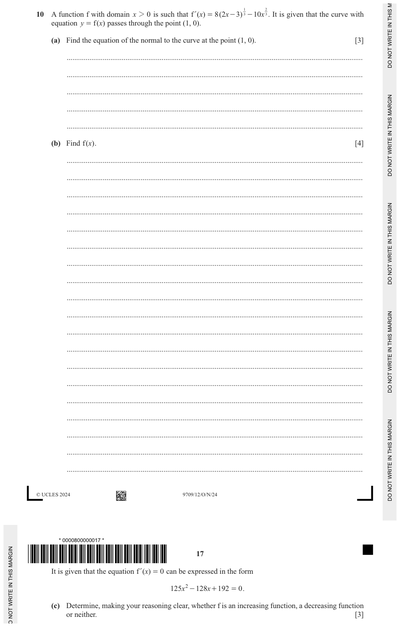 10 A function f with domain x > 0 is such that f′(x) = 8(2x−3)^{1/3} − 10x^{2/3}. It is given that the curve with
equation y = f(x) passes through the point (1, 0).
(a) Find the equation of the normal to the curve at the point (1, 0). [3]
(b) Find f(x). [4]
DO NOT WRITE IN THIS M
DO NOT WRITE IN THIS MARGIN
DO NOT WRITE IN THIS MARGIN
DO NOT WRITE IN THIS MARGIN
DO NOT WRITE IN THIS MARGIN
© UCLES 2024 9709/12/O/N/24
* 0000800000017 *
17
O NOT WRITE IN THIS MARGIN
It is given that the equation f′(x) = 0 can be expressed in the form
125x² − 128x + 192 = 0.
(c) Determine, making your reasoning clear, whether f is an increasing function, a decreasing function
or neither. [3]